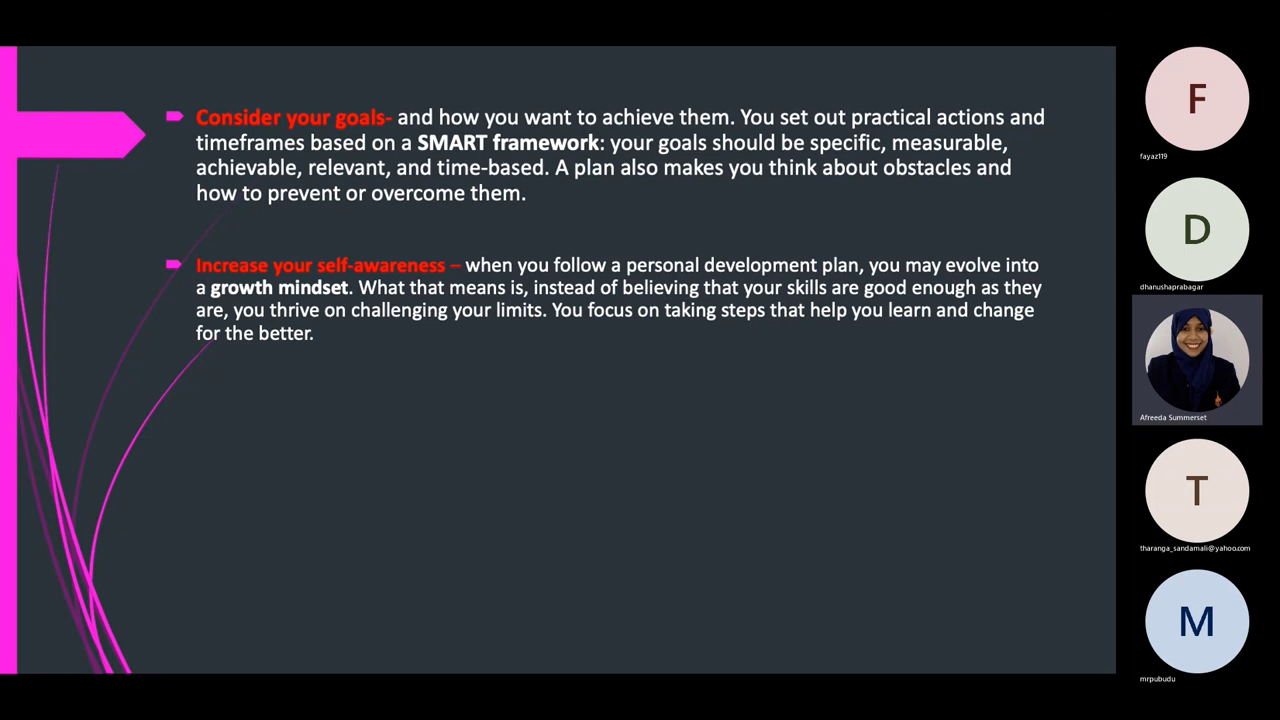 Consider your goals- and how you want to achieve them. You set out practical actions and
timeframes based on a SMART framework: your goals should be specific, measurable,
achievable, relevant, and time-based. A plan also makes you think about obstacles and
how to prevent or overcome them.
Increase your self-awareness – when you follow a personal development plan, you may evolve into
a growth mindset. What that means is, instead of believing that your skills are good enough as they
are, you thrive on challenging your limits. You focus on taking steps that help you learn and change
for the better.
F
fayaz119
D
dhanushaprabagar
Afreeda Summerset
T
tharanga_sandamali@yahoo.com
M
mrpubudu